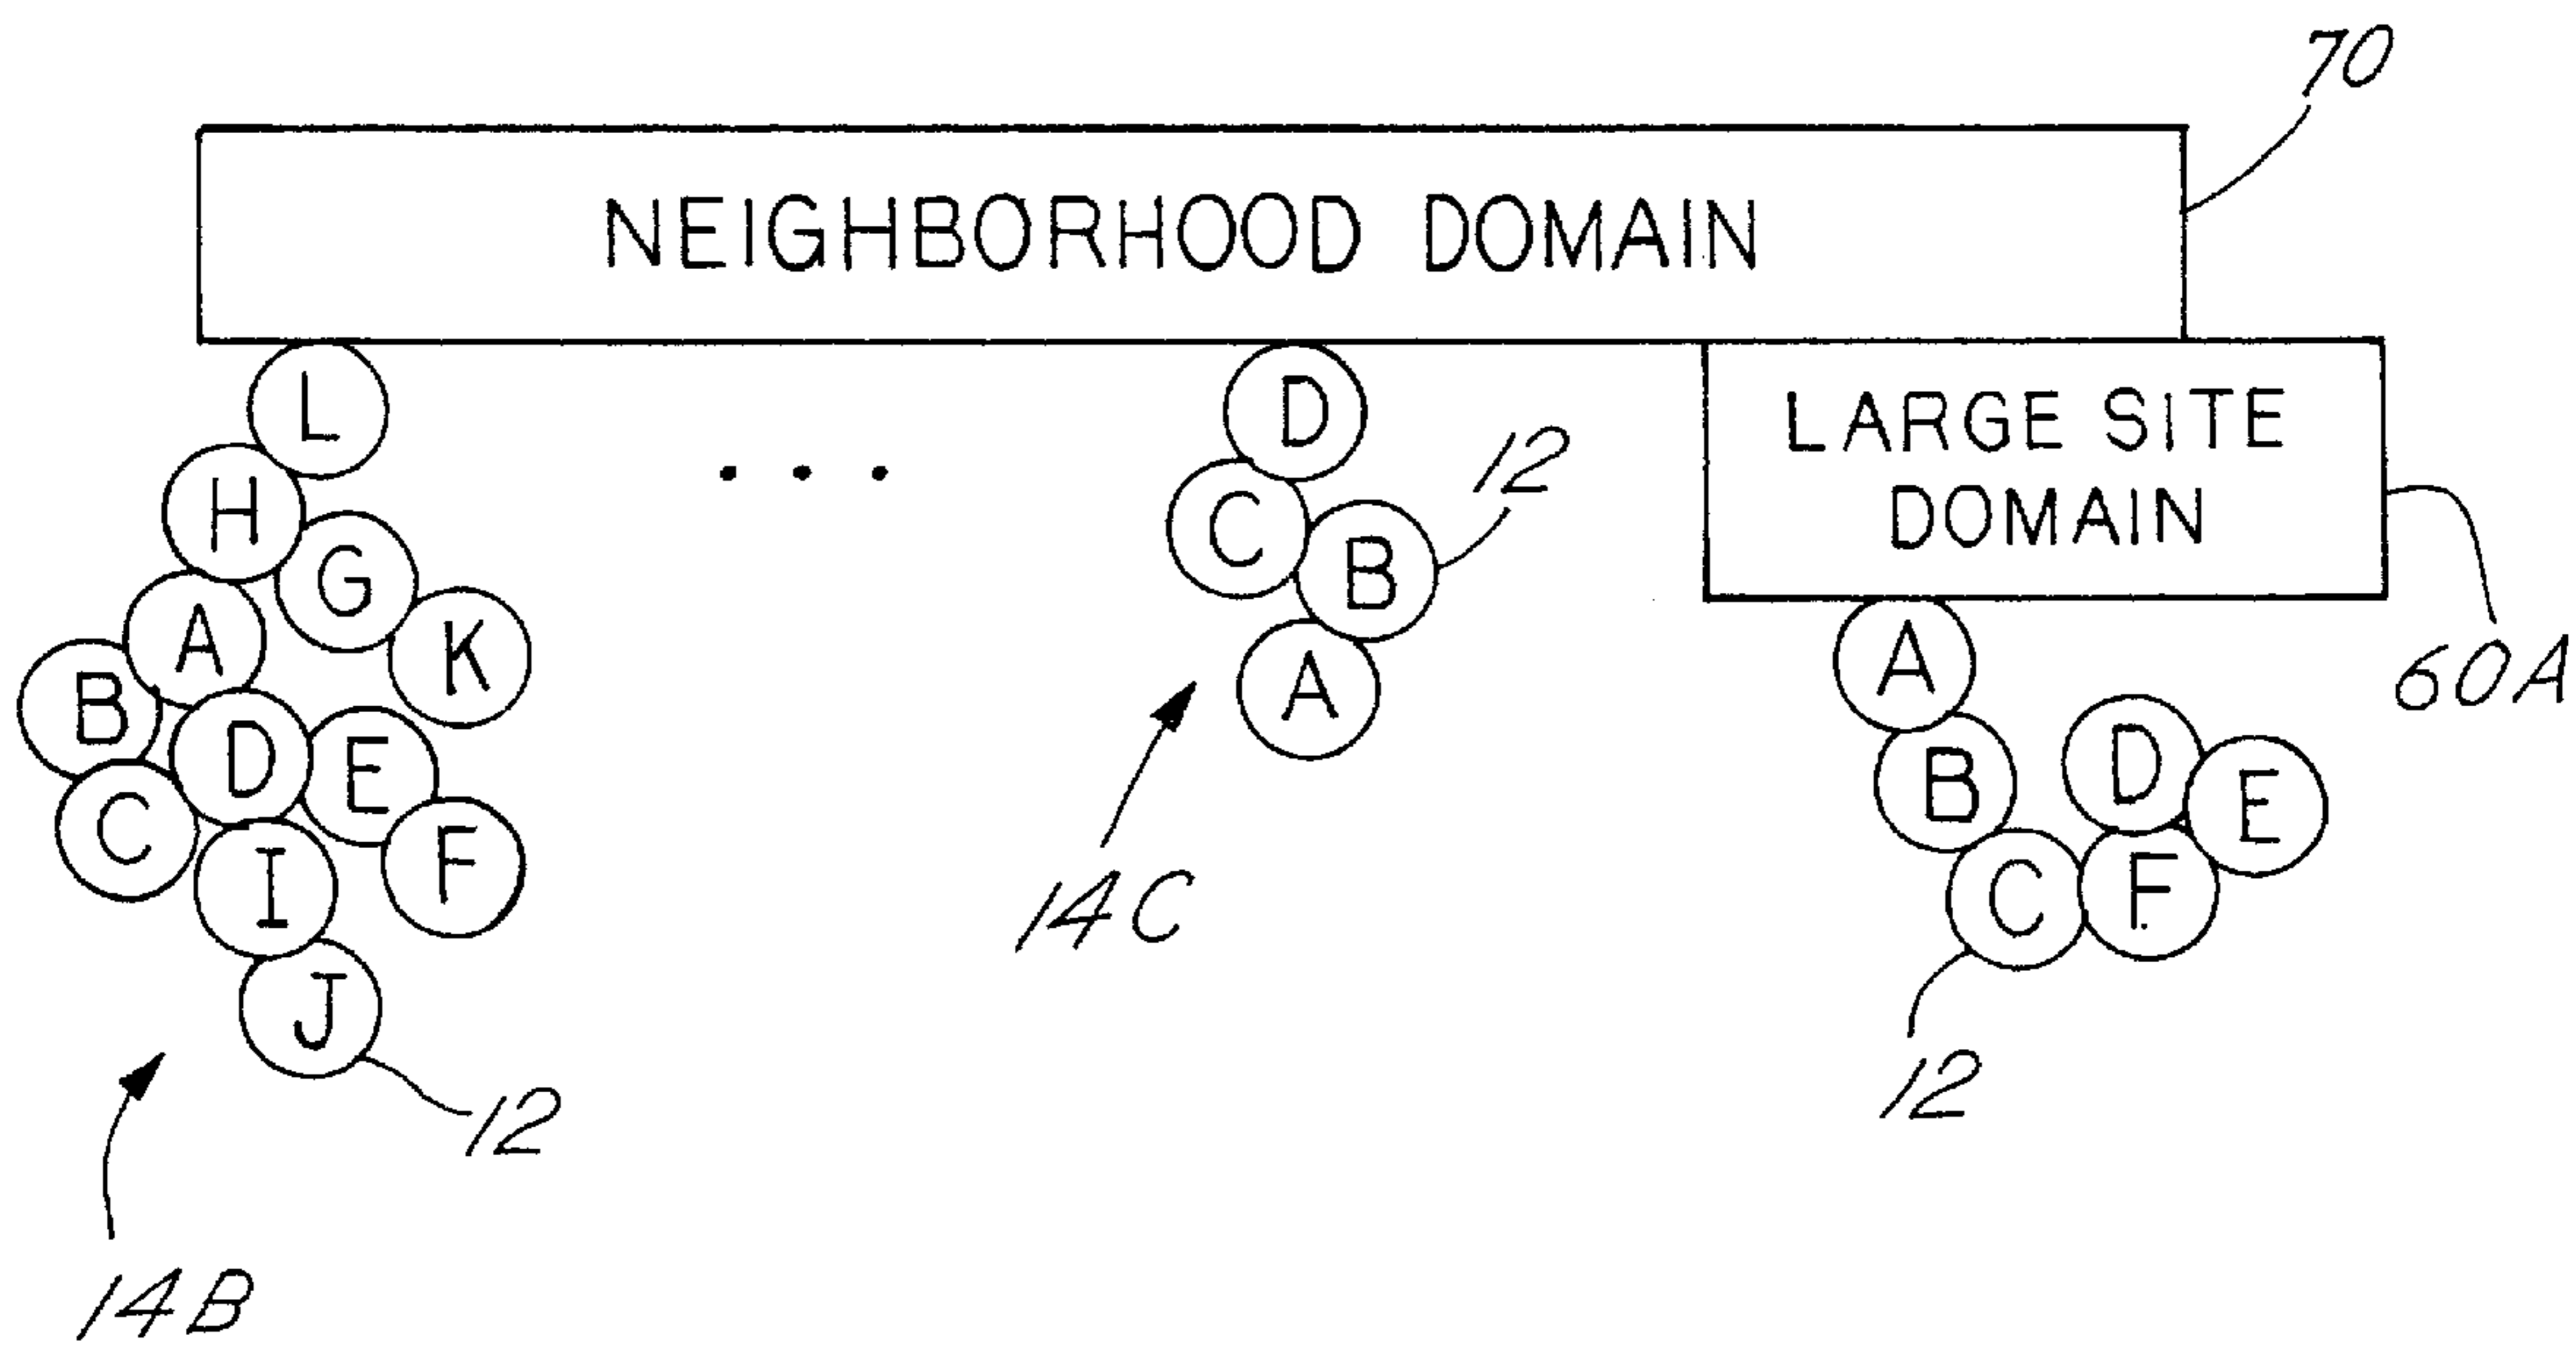 70
NEIGHBORHOOD DOMAIN
L
H
G
A
K
B
D
E
C
I
F
J
12
14B
. . .
D
C
B
12
A
14C
LARGE SITE
DOMAIN
60A
A
B
D
E
C
F
12